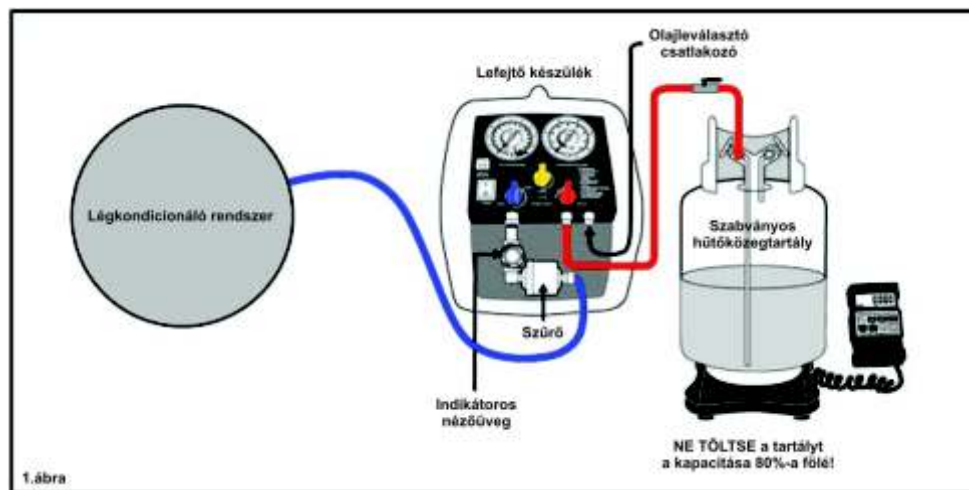 Olajleválasztó
csatlakozó
Lefejtő készülék
Légkondicionáló rendszer
Szabványos
hűtőközegtartály
Szűrő
Indikátoros
nézőüveg
NE TÖLTSE a tartályt
a kapacitása 80%-a fölé!
1.ábra